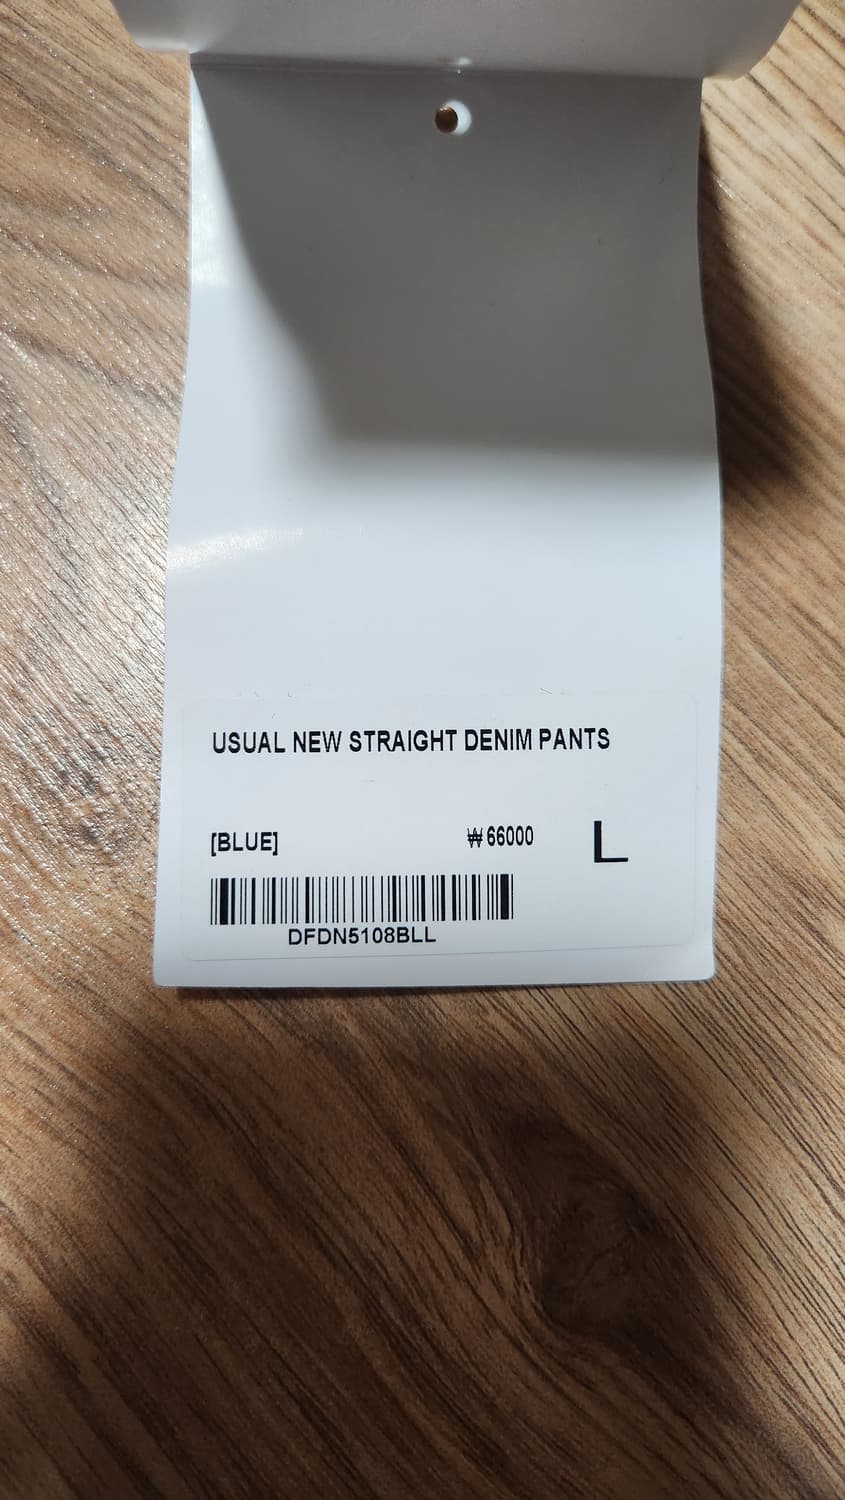 USUAL NEW STRAIGHT DENIM PANTS
[BLUE] ₩66000 L
DFDN5108BLL